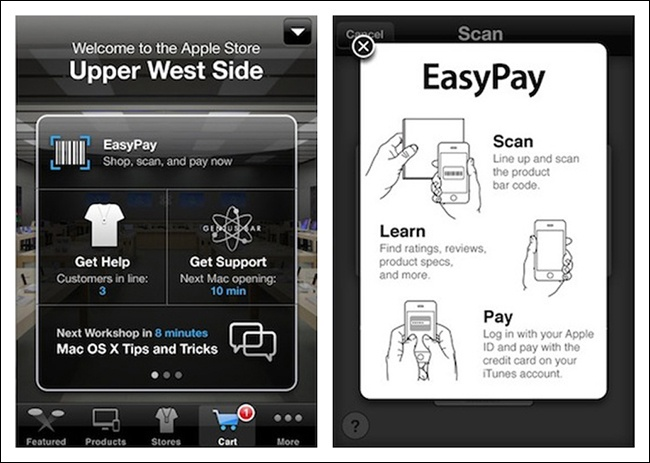 Welcome to the Apple Store
Upper West Side
EasyPay
Shop, scan, and pay now
GENIUS BAR
Get Help
Customers in line:
3
Get Support
Next Mac opening:
10 min
Next Workshop in 8 minutes
Mac OS X Tips and Tricks
1
Featured
Products
Stores
Cart
More
Cancel
Scan
EasyPay
Scan
Line up and scan
the product
bar code.
Learn
Find ratings, reviews,
product specs,
and more.
Pay
Log in with your Apple
ID and pay with the
credit card on your
iTunes account.
?